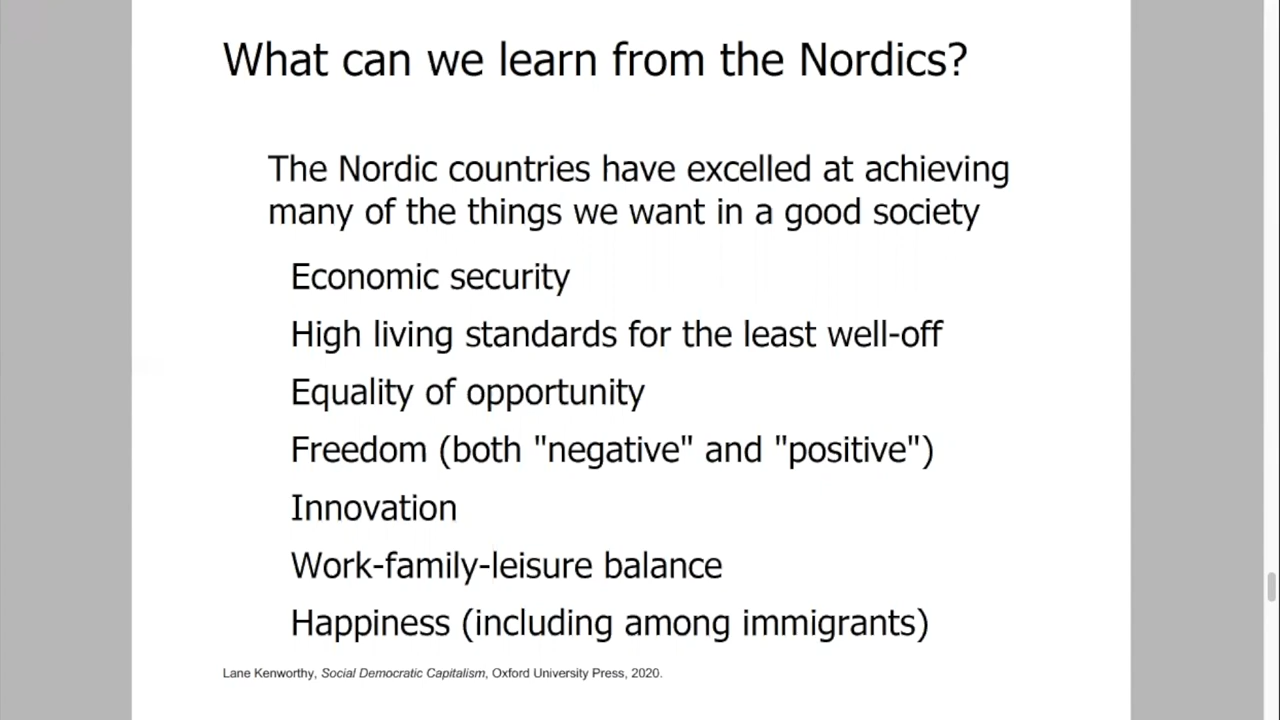 What can we learn from the Nordics?
The Nordic countries have excelled at achieving
many of the things we want in a good society
Economic security
High living standards for the least well-off
Equality of opportunity
Freedom (both "negative" and "positive")
Innovation
Work-family-leisure balance
Happiness (including among immigrants)
Lane Kenworthy, Social Democratic Capitalism, Oxford University Press, 2020.